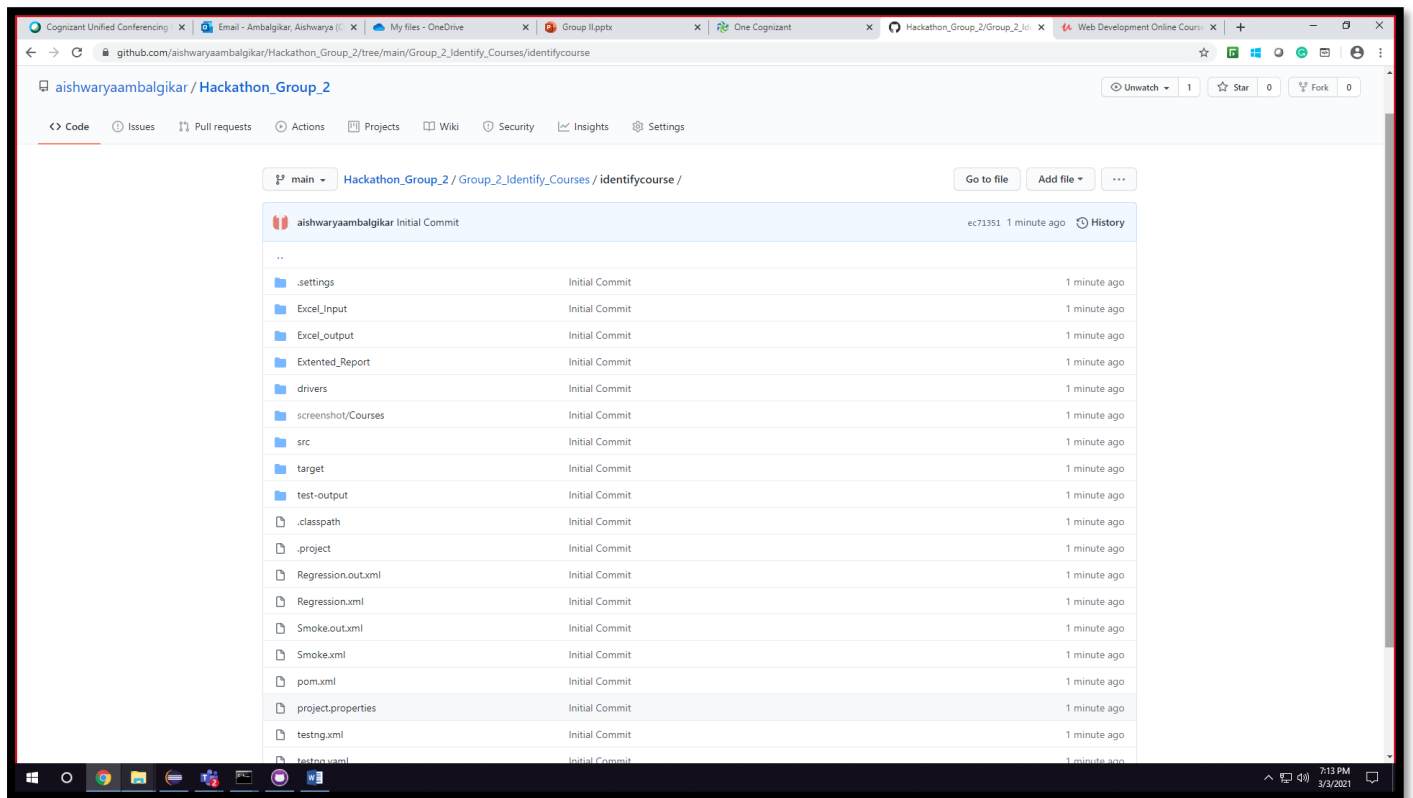 Cognizant Unified Conferencing
Email - Ambalgikar, Aishwarya (C
My files - OneDrive
Group II.pptx
One Cognizant
Hackathon_Group_2/Group_2_Ide
Web Development Online Course
github.com/aishwaryaambalgikar/Hackathon_Group_2/tree/main/Group_2_Identify_Courses/identifycourse
aishwaryaambalgikar / Hackathon_Group_2
Unwatch 1 Star 0 Fork 0
<> Code Issues Pull requests Actions Projects Wiki Security Insights Settings
main Hackathon_Group_2 / Group_2_Identify_Courses / identifycourse / Go to file Add file ...
aishwaryaambalgikar Initial Commit ec71351 1 minute ago History
..
.settings Initial Commit 1 minute ago
Excel_Input Initial Commit 1 minute ago
Excel_output Initial Commit 1 minute ago
Extented_Report Initial Commit 1 minute ago
drivers Initial Commit 1 minute ago
screenshot/Courses Initial Commit 1 minute ago
src Initial Commit 1 minute ago
target Initial Commit 1 minute ago
test-output Initial Commit 1 minute ago
.classpath Initial Commit 1 minute ago
.project Initial Commit 1 minute ago
Regression.out.xml Initial Commit 1 minute ago
Regression.xml Initial Commit 1 minute ago
Smoke.out.xml Initial Commit 1 minute ago
Smoke.xml Initial Commit 1 minute ago
pom.xml Initial Commit 1 minute ago
project.properties Initial Commit 1 minute ago
testng.xml Initial Commit 1 minute ago
testng.yaml Initial Commit 1 minute ago
7:13 PM
3/3/2021